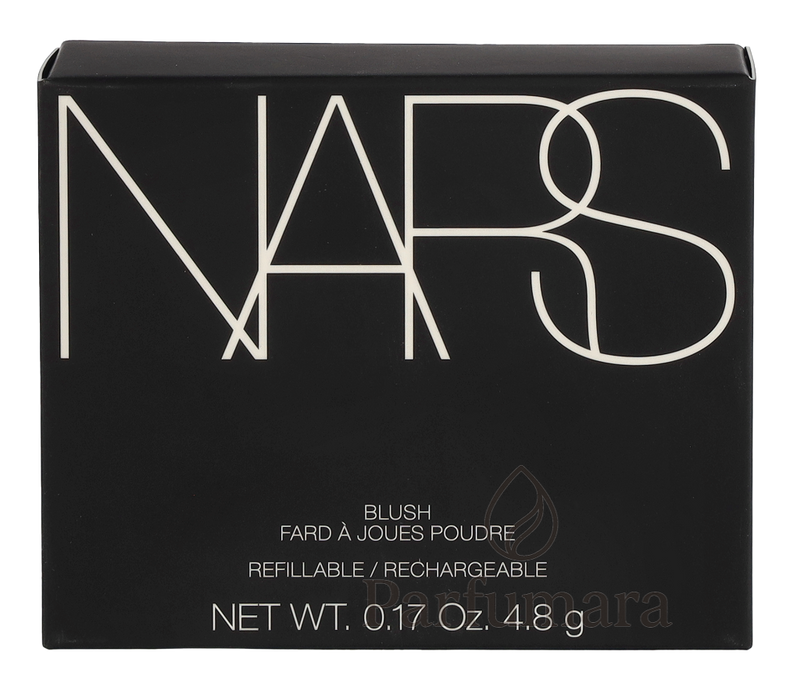 NARS
BLUSH
FARD À JOUES POUDRE
REFILLABLE / RECHARGEABLE
NET WT. 0.17 Oz. 4.8 g
Parfumara